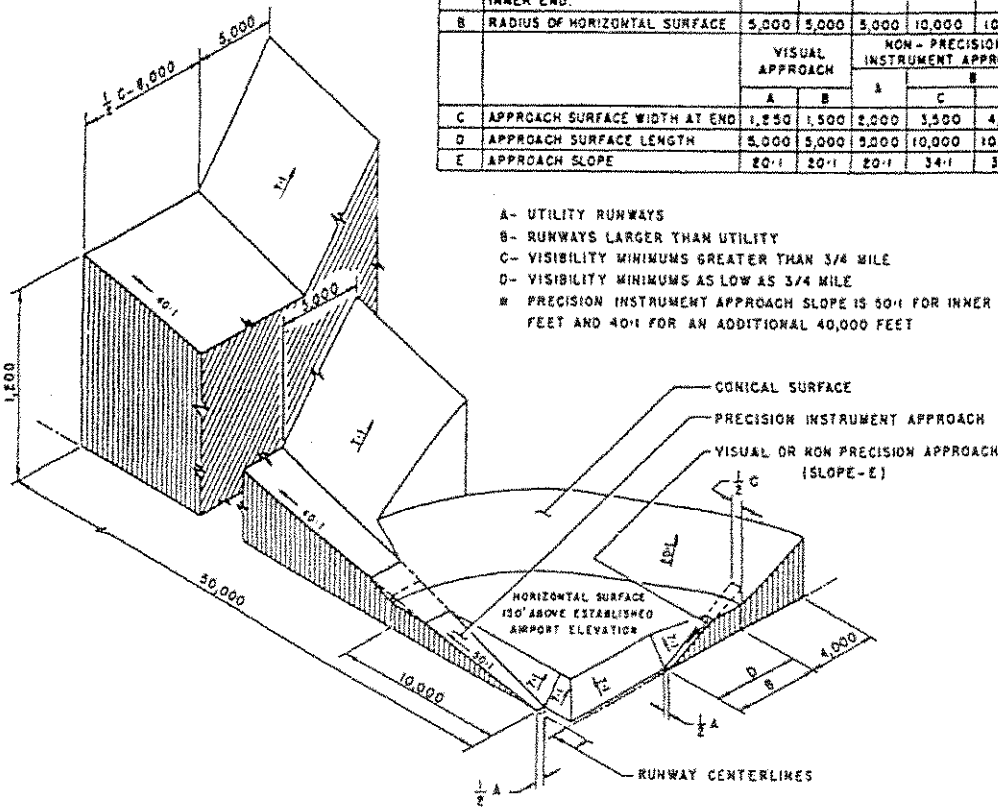 INNER END.
B RADIUS OF HORIZONTAL SURFACE 5,000 5,000 5,000 10,000
VISUAL APPROACH
NON - PRECISION
INSTRUMENT
A
B
A B C
C APPROACH SURFACE WIDTH AT END 1,250 1,500 2,000 3,500
D APPROACH SURFACE LENGTH 5,000 5,000 5,000 10,000
E APPROACH SLOPE 20:1 20:1 20:1 34:1
A- UTILITY RUNWAYS
B- RUNWAYS LARGER THAN UTILITY
C- VISIBILITY MINIMUMS GREATER THAN 3/4 MILE
D- VISIBILITY MINIMUMS AS LOW AS 3/4 MILE
* PRECISION INSTRUMENT APPROACH SLOPE IS 50:1 FOR INNER
FEET AND 40:1 FOR AN ADDITIONAL 40,000 FEET
5,000
1/2 C-8,000
7:1
40:1
5,000
1,200
7:1
40:1
CONICAL SURFACE
PRECISION INSTRUMENT APPROACH
VISUAL OR NON PRECISION APPROACH
(SLOPE-E)
1/2 C
20:1
50,000
HORIZONTAL SURFACE
150' ABOVE ESTABLISHED
AIRPORT ELEVATION
50:1
10,000
7:1
7:1
7:1
7:1
4,000
D
B
1/2 A
1/2 A
RUNWAY CENTERLINES